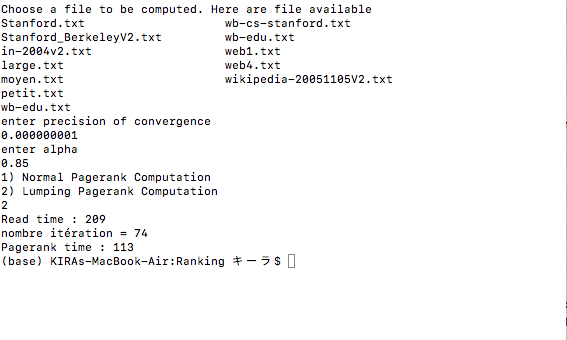 Choose a file to be computed. Here are file available
Stanford.txt wb-cs-stanford.txt
Stanford_BerkeleyV2.txt wb-edu.txt
in-2004v2.txt web1.txt
large.txt web4.txt
moyen.txt wikipedia-20051105V2.txt
petit.txt
wb-edu.txt
enter precision of convergence
0.000000001
enter alpha
0.85
1) Normal Pagerank Computation
2) Lumping Pagerank Computation
2
Read time : 209
nombre itération = 74
Pagerank time : 113
(base) KIRAs-MacBook-Air:Ranking キーラ$